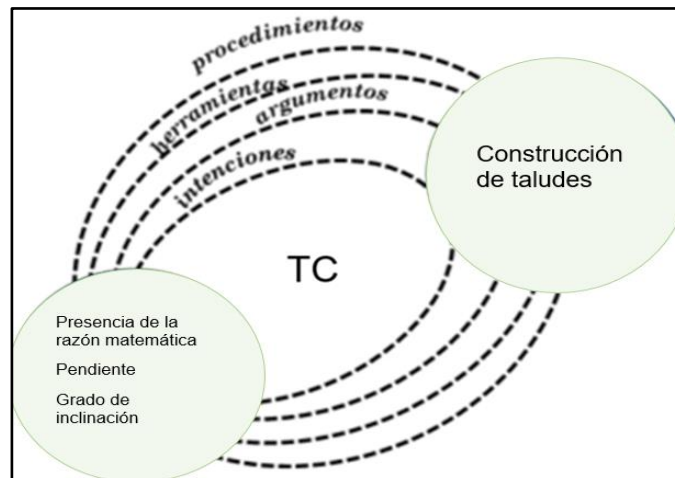 procedimientos
herramientas
argumentos
intenciones
Construcción
de taludes
TC
Presencia de la
razón matemática
Pendiente
Grado de
inclinación